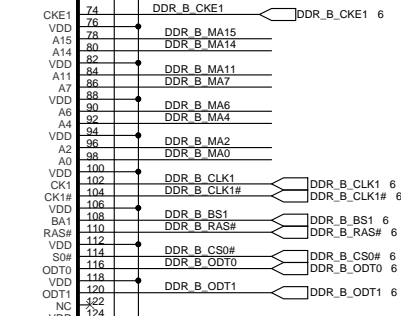 CKE1 74 DDR_B_CKE1 DDR_B_CKE1 6
VDD 76
A15 78 DDR_B_MA15
A14 80 DDR_B_MA14
VDD 82
A11 84 DDR_B_MA11
A7 86 DDR_B_MA7
VDD 88
A6 90 DDR_B_MA6
A4 92 DDR_B_MA4
VDD 94
A2 96 DDR_B_MA2
A0 98 DDR_B_MA0
VDD 100
CK1 102 DDR_B_CLK1 DDR_B_CLK1 6
CK1# 104 DDR_B_CLK1# DDR_B_CLK1# 6
VDD 106
BA1 108 DDR_B_BS1 DDR_B_BS1 6
RAS# 110 DDR_B_RAS# DDR_B_RAS# 6
VDD 112
S0# 114 DDR_B_CS0# DDR_B_CS0# 6
ODT0 116 DDR_B_ODT0 DDR_B_ODT0 6
VDD 118
ODT1 120 DDR_B_ODT1 DDR_B_ODT1 6
NC 122
VDD 124